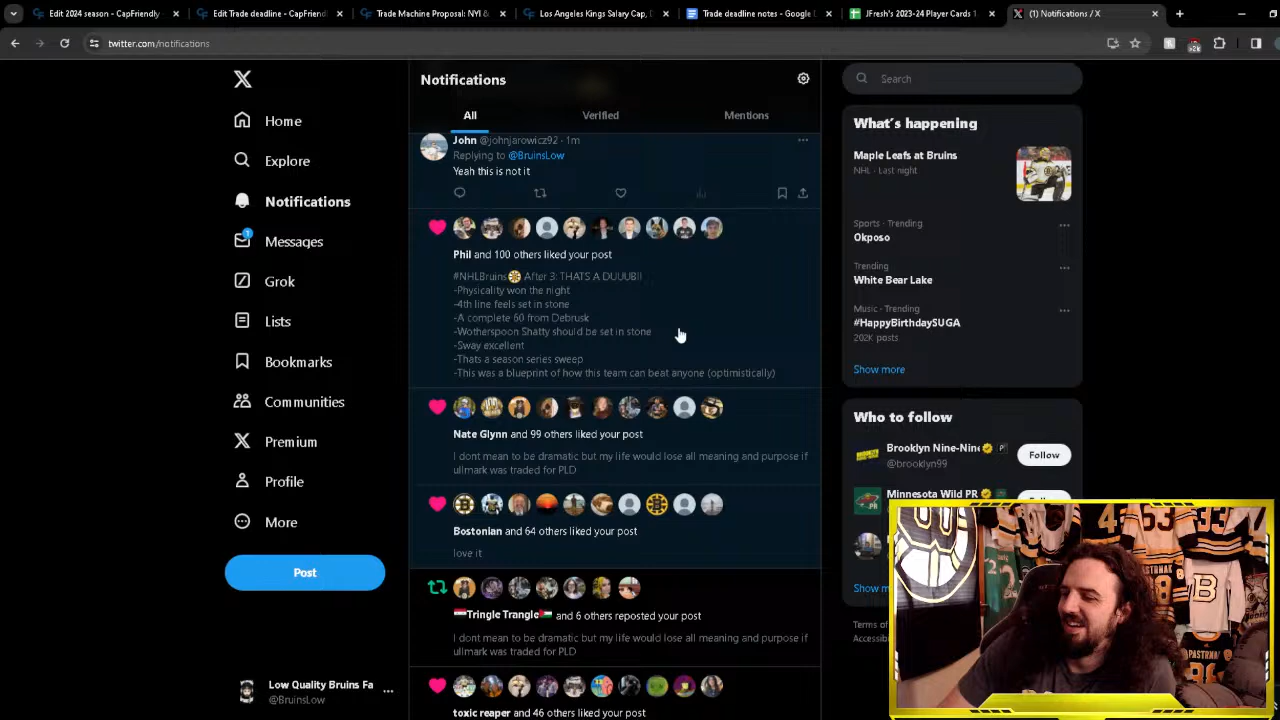 Edit 2024 season - CapFriendly
Edit Trade deadline - CapFriend
Trade Machine Proposal: NYI &
Los Angeles Kings Salary Cap,
Trade deadline notes - Google
JFresh's 2023-24 Player Cards
(1) Notifications / X
twitter.com/notifications
Home
Explore
Notifications
1
Messages
Grok
Lists
Bookmarks
Communities
Premium
Profile
More
Post
Low Quality Bruins Fa
@BruinsLow
Notifications
All
Verified
Mentions
John @johnjarowicz92 · 1m
Replying to @BruinsLow
Yeah this is not it
Phil and 100 others liked your post
#NHLBruins After 3: THATS A DUUUB!!
-Physicality won the night
-4th line feels set in stone
-A complete 60 from Debrusk
-Wotherspoon Shatty should be set in stone
-Sway excellent
-Thats a season series sweep
-This was a blueprint of how this team can beat anyone (optimistically)
Nate Glynn and 99 others liked your post
I dont mean to be dramatic but my life would lose all meaning and purpose if
ullmark was traded for PLD
Bostonian and 64 others liked your post
love it
Tringle Trangle and 6 others reposted your post
I dont mean to be dramatic but my life would lose all meaning and purpose if
ullmark was traded for PLD
toxic reaper and 46 others liked your post
Search
What's happening
Maple Leafs at Bruins
NHL · Last night
Sports · Trending
Okposo
Trending
White Bear Lake
Music · Trending
#HappyBirthdaySUGA
202K posts
Show more
Who to follow
Brooklyn Nine-Nine
@brooklyn99
Follow
Minnesota Wild PR
@mnwildPR
Show
Terms of
Accessibi
PASTRNAK
B
33